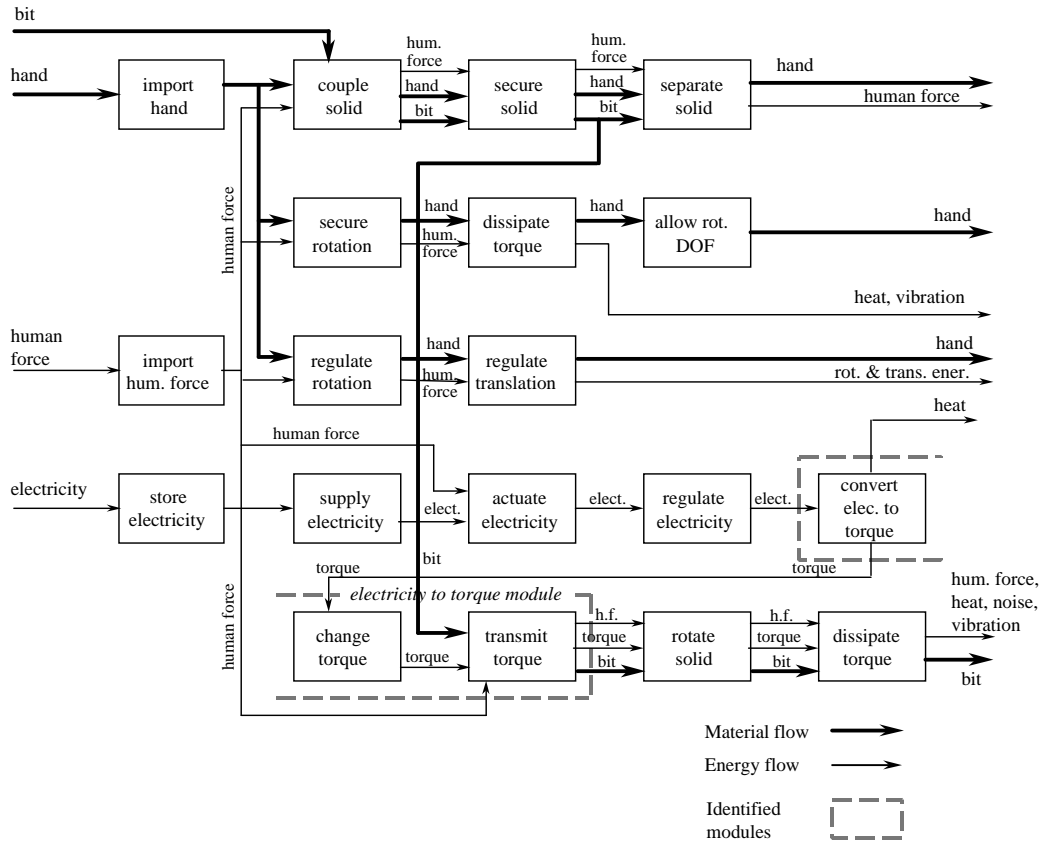 bit
hand
import
hand
couple
solid
hum.
force
hand
bit
secure
solid
hum.
force
hand
bit
separate
solid
hand
human force
human force
secure
rotation
hand
hum.
force
dissipate
torque
hand
allow rot.
DOF
hand
heat, vibration
human
force
import
hum. force
regulate
rotation
hand
hum.
force
regulate
translation
hand
rot. & trans. ener.
heat
human force
electricity
store
electricity
supply
electricity
elect.
actuate
electricity
elect.
regulate
electricity
elect.
convert
elec. to
torque
bit
torque
torque
electricity to torque module
human force
change
torque
torque
transmit
torque
h.f.
torque
bit
rotate
solid
h.f.
torque
bit
dissipate
torque
hum. force,
heat, noise,
vibration
bit
Material flow
Energy flow
Identified
modules